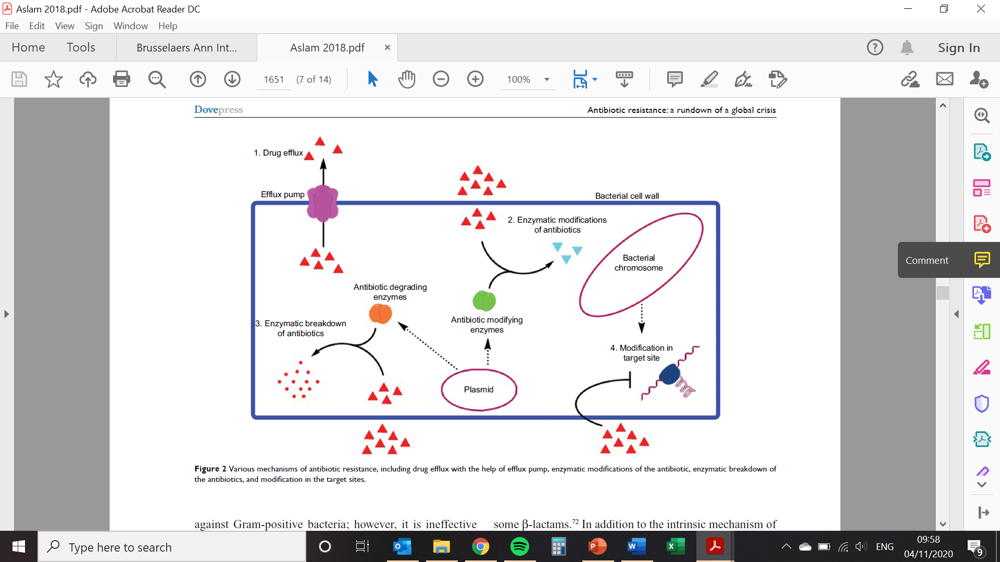 Aslam 2018.pdf - Adobe Acrobat Reader DC
File Edit View Sign Window Help
Home Tools Brusselaers Ann Int... Aslam 2018.pdf × Sign In
1651 (7 of 14) 100%
Dovepress Antibiotic resistance: a rundown of a global crisis
1. Drug efflux
Efflux pump
Bacterial cell wall
2. Enzymatic modifications
of antibiotics
Bacterial
chromosome
Comment
Antibiotic degrading
enzymes
3. Enzymatic breakdown
of antibiotics
Antibiotic modifying
enzymes
4. Modification in
target site
Plasmid
Figure 2 Various mechanisms of antibiotic resistance, including drug efflux with the help of efflux pump, enzymatic modifications of the antibiotic, enzymatic breakdown of
the antibiotics, and modification in the target sites.
against Gram-positive bacteria; however, it is ineffective
some β-lactams.72 In addition to the intrinsic mechanism of
Type here to search
ENG
09:58
04/11/2020
9